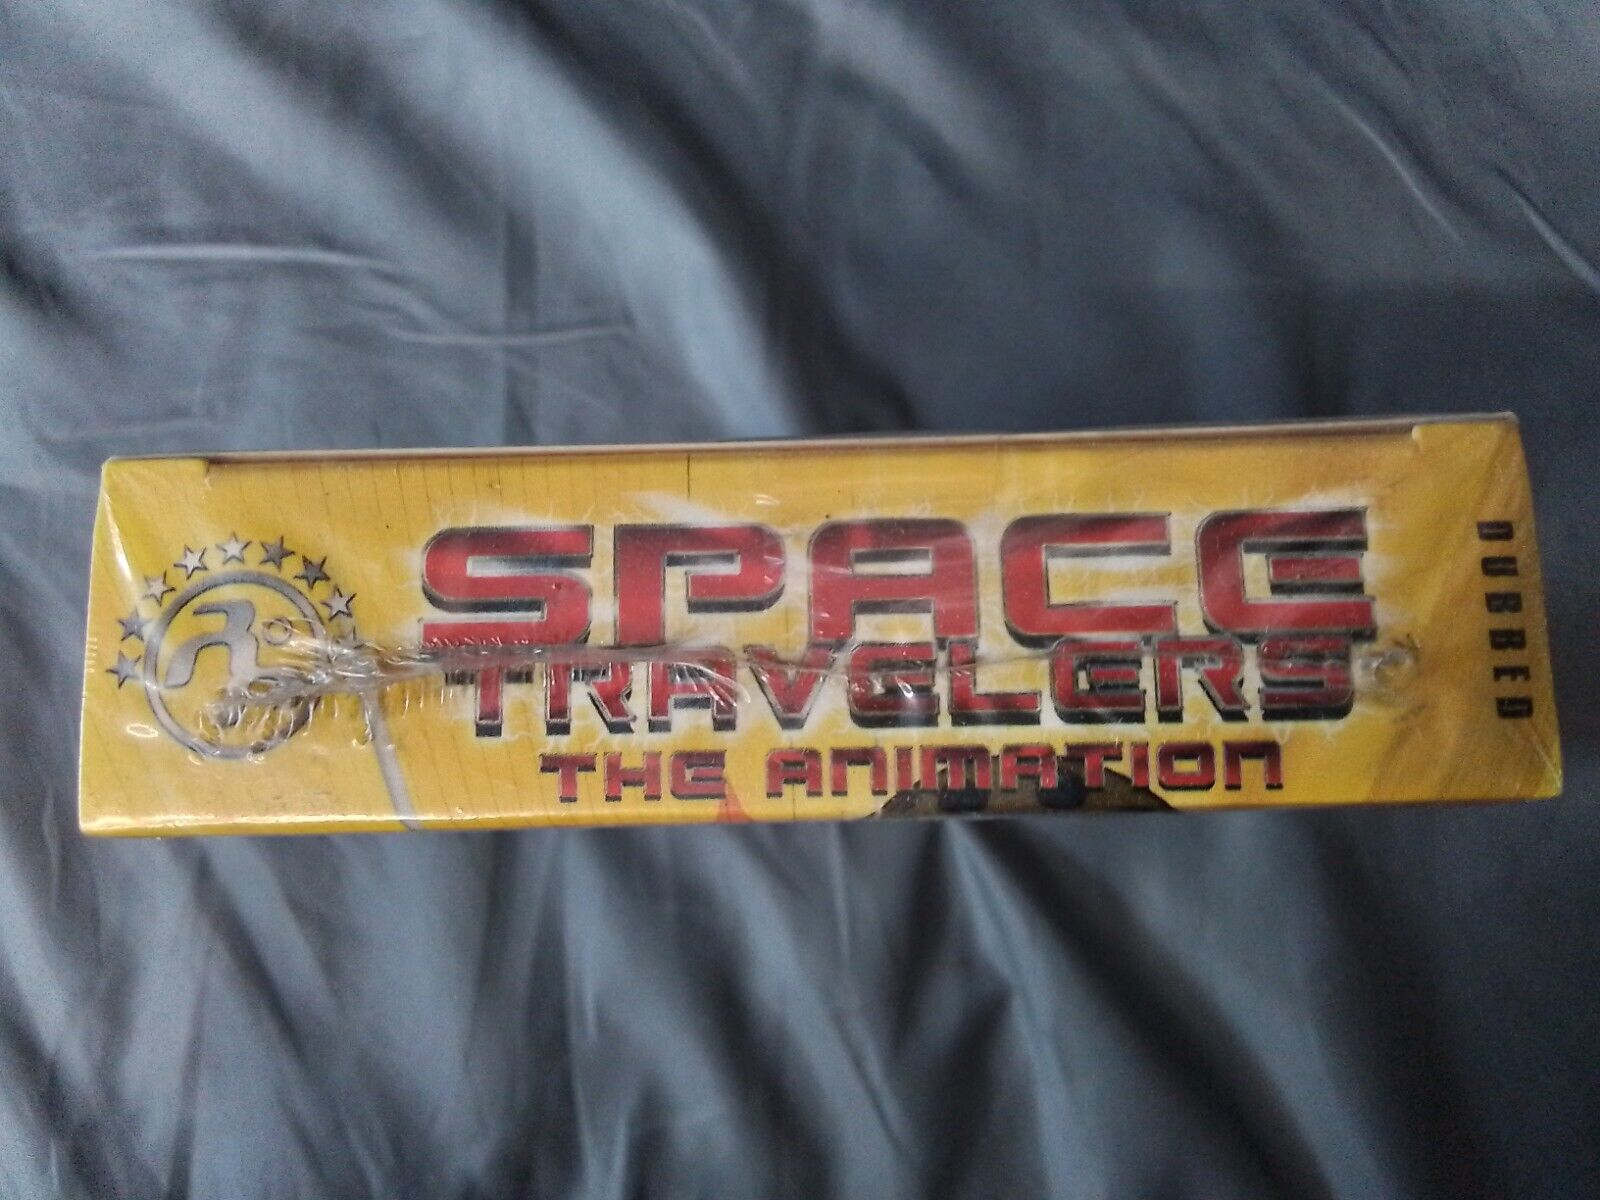 SPACE
TRAVELERS
THE ANIMATION
DUBBED
R